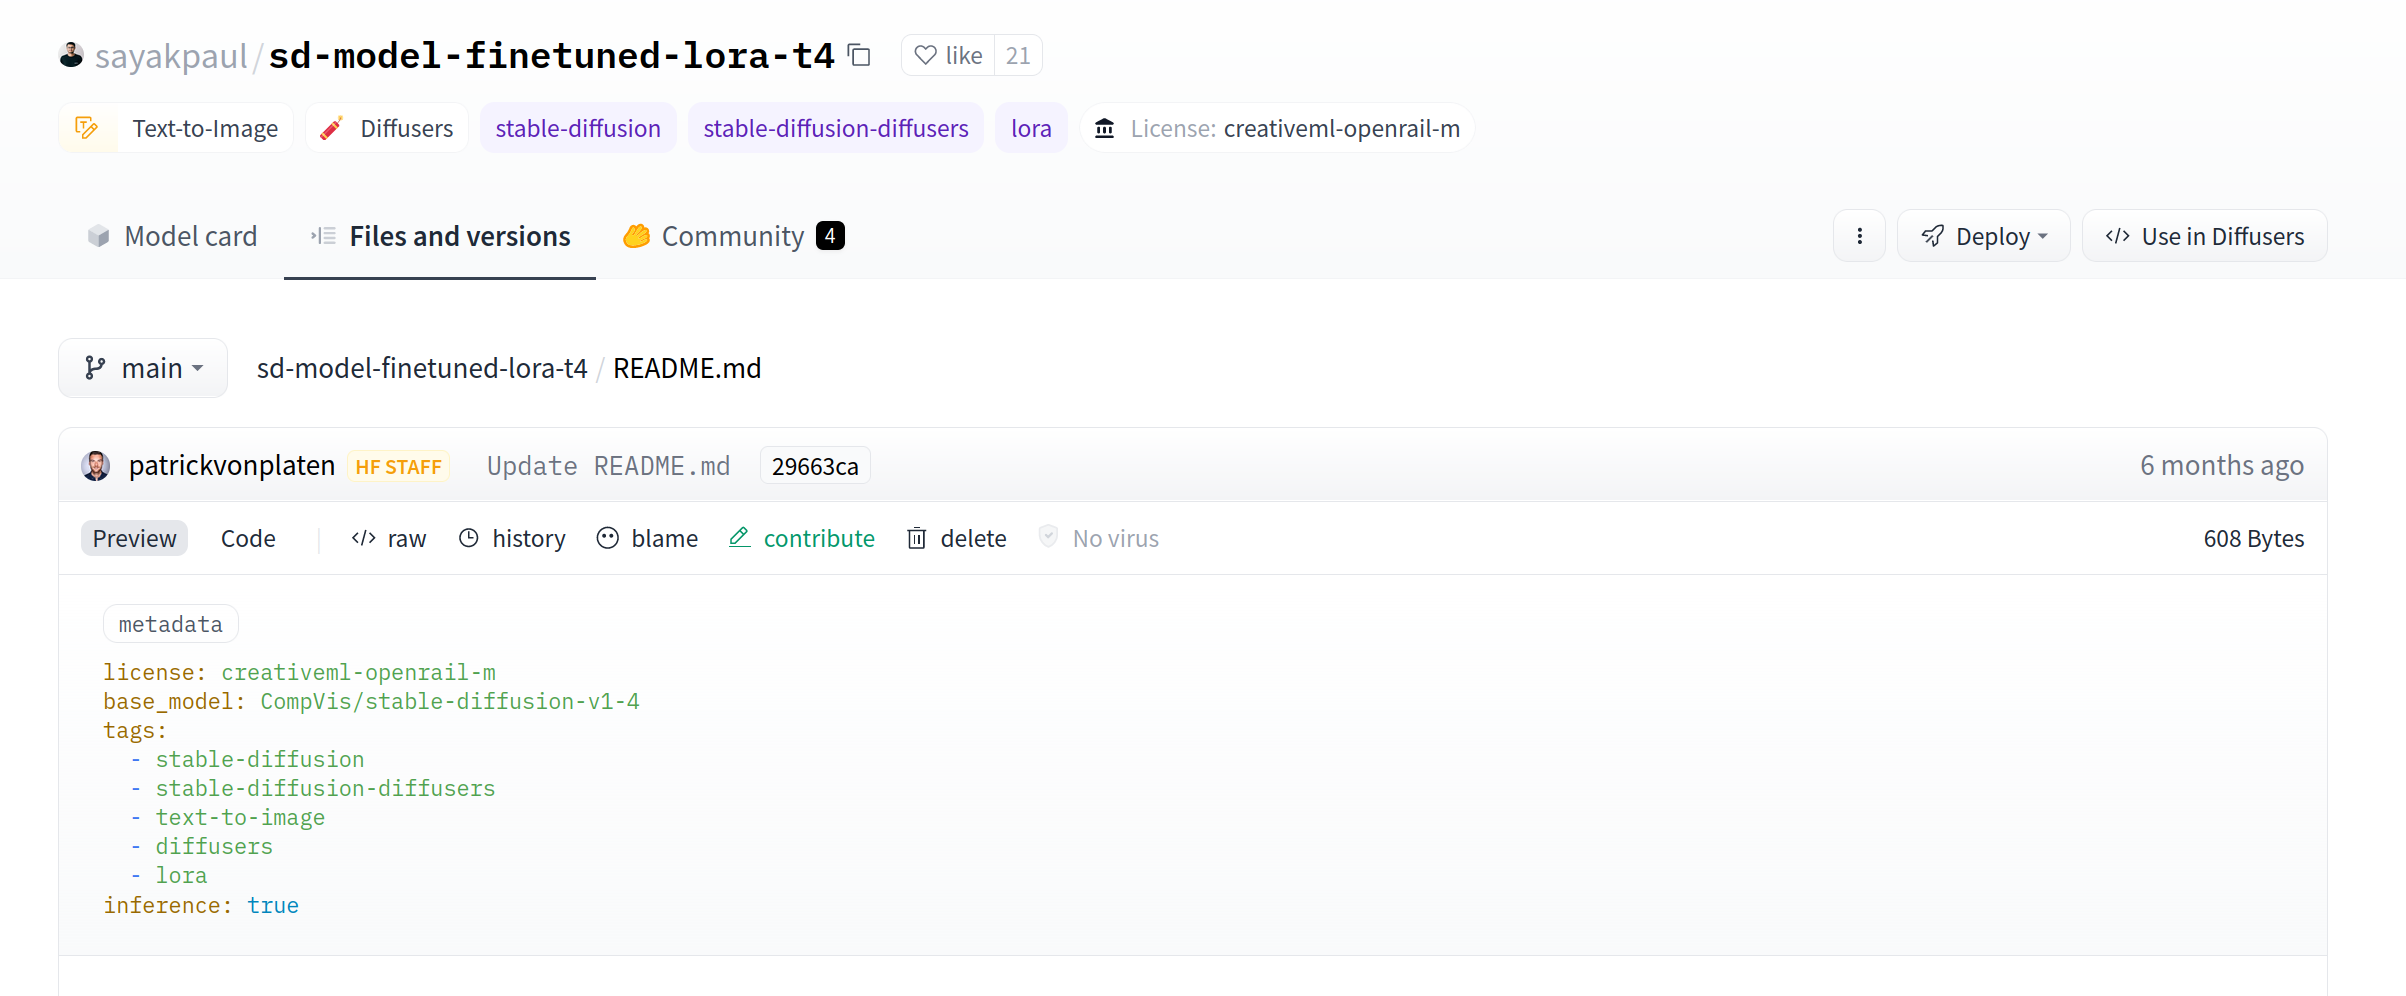 sayakpaul/sd-model-finetuned-lora-t4 like 21
Text-to-Image Diffusers stable-diffusion stable-diffusion-diffusers lora License: creativeml-openrail-m
Model card Files and versions Community 4 Deploy </> Use in Diffusers
main sd-model-finetuned-lora-t4 / README.md
patrickvonplaten HF STAFF Update README.md 29663ca 6 months ago
Preview Code </> raw history blame contribute delete No virus 608 Bytes
metadata
license: creativeml-openrail-m
base_model: CompVis/stable-diffusion-v1-4
tags:
- stable-diffusion
- stable-diffusion-diffusers
- text-to-image
- diffusers
- lora
inference: true